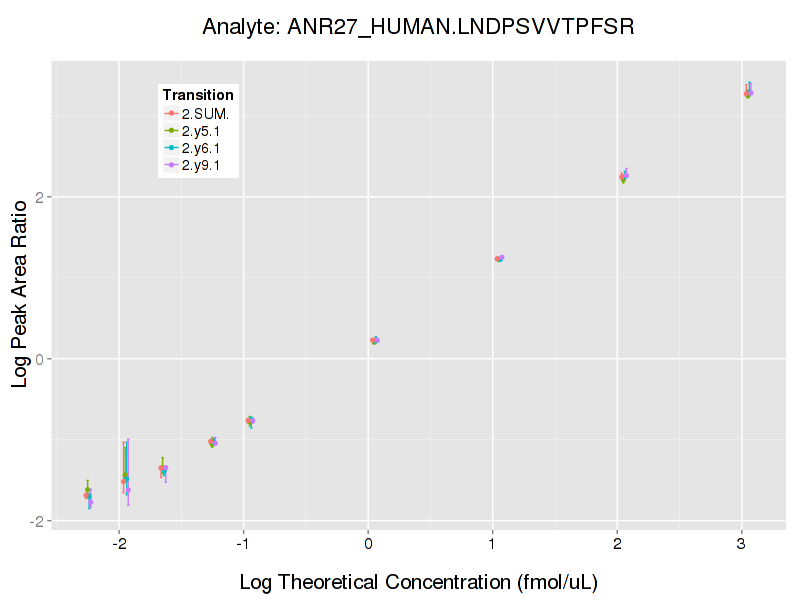 Analyte: ANR27_HUMAN.LNDPSVVTPFSR
Transition
2.SUM.
2.y5.1
2.y6.1
2.y9.1
Log Peak Area Ratio
2
0
-2
-2 -1 0 1 2 3
Log Theoretical Concentration (fmol/uL)